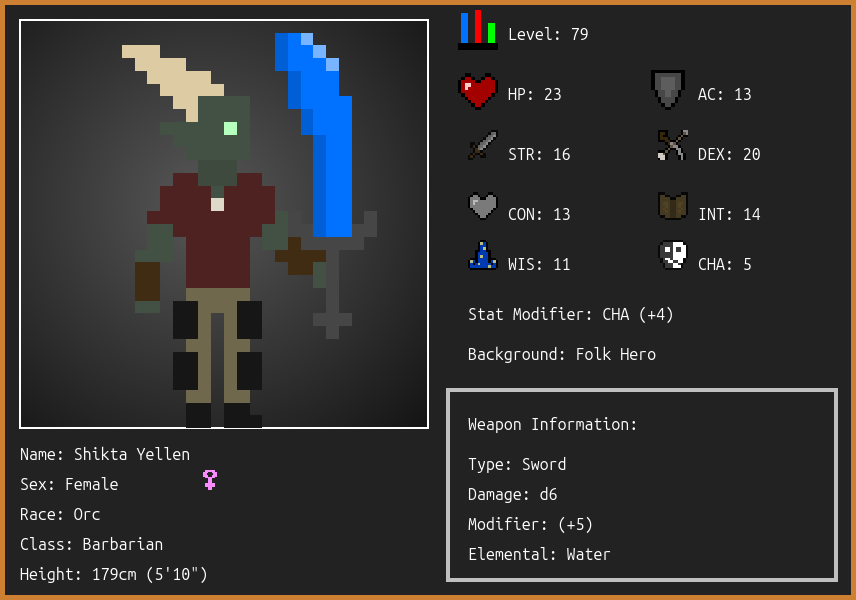 Level: 79
HP: 23
AC: 13
STR: 16
DEX: 20
CON: 13
INT: 14
WIS: 11
CHA: 5
Stat Modifier: CHA (+4)
Background: Folk Hero
Weapon Information:
Type: Sword
Damage: d6
Modifier: (+5)
Elemental: Water
Name: Shikta Yellen
Sex: Female
Race: Orc
Class: Barbarian
Height: 179cm (5'10")